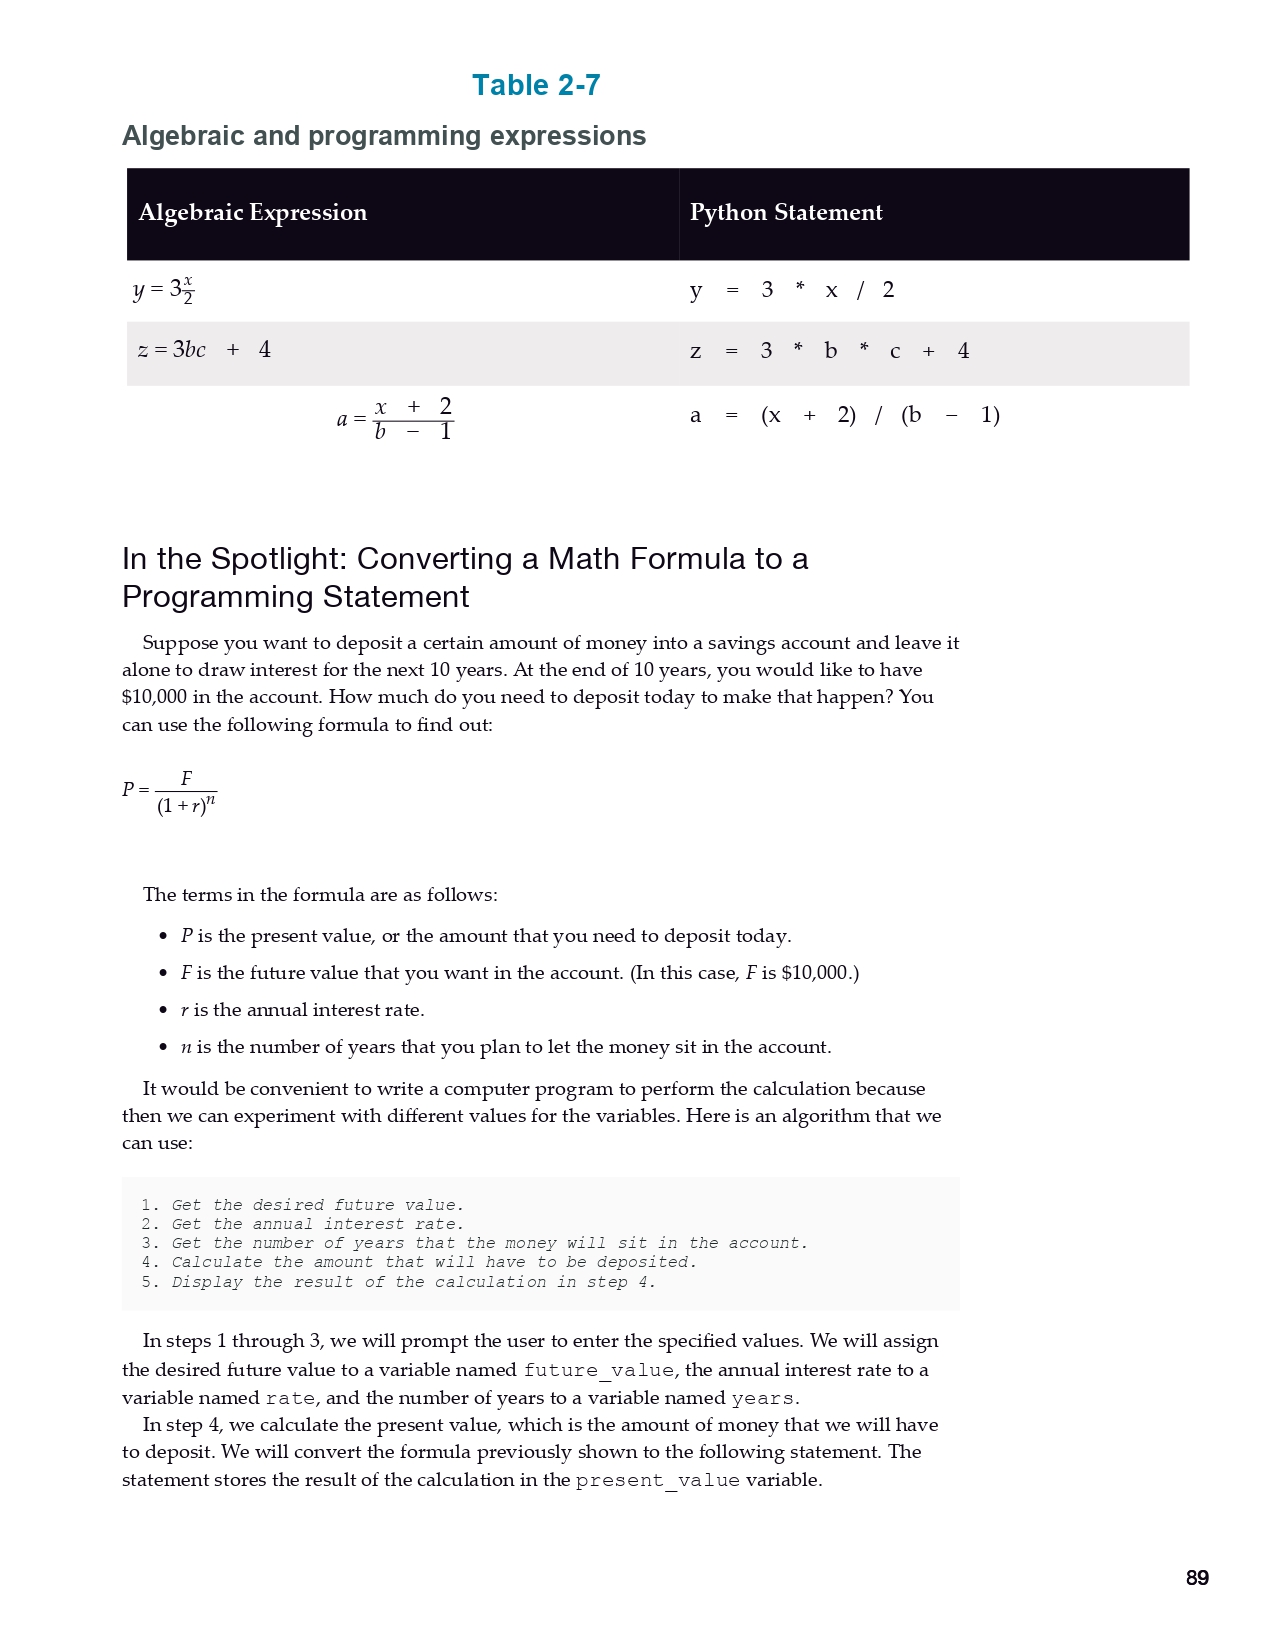 Table 2-7
Algebraic and programming expressions
Algebraic Expression Python Statement
y = 3x/2 y = 3 * x / 2
z = 3bc + 4 z = 3 * b * c + 4
a = x + 2 / b − 1 a = (x + 2) / (b − 1)
In the Spotlight: Converting a Math Formula to a
Programming Statement
Suppose you want to deposit a certain amount of money into a savings account and leave it
alone to draw interest for the next 10 years. At the end of 10 years, you would like to have
$10,000 in the account. How much do you need to deposit today to make that happen? You
can use the following formula to find out:
P = F / (1 + r)^n
The terms in the formula are as follows:
• P is the present value, or the amount that you need to deposit today.
• F is the future value that you want in the account. (In this case, F is $10,000.)
• r is the annual interest rate.
• n is the number of years that you plan to let the money sit in the account.
It would be convenient to write a computer program to perform the calculation because
then we can experiment with different values for the variables. Here is an algorithm that we
can use:
1. Get the desired future value.
2. Get the annual interest rate.
3. Get the number of years that the money will sit in the account.
4. Calculate the amount that will have to be deposited.
5. Display the result of the calculation in step 4.
In steps 1 through 3, we will prompt the user to enter the specified values. We will assign
the desired future value to a variable named future_value, the annual interest rate to a
variable named rate, and the number of years to a variable named years.
In step 4, we calculate the present value, which is the amount of money that we will have
to deposit. We will convert the formula previously shown to the following statement. The
statement stores the result of the calculation in the present_value variable.
89